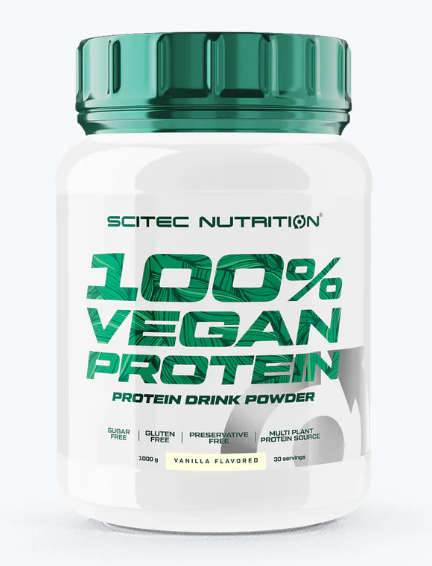 SCITEC NUTRITION®
100%
VEGAN
PROTEIN
PROTEIN DRINK POWDER
SUGAR FREE | GLUTEN FREE | PRESERVATIVE FREE | MULTI PLANT PROTEIN SOURCE
1000 g VANILLA FLAVORED 30 servings